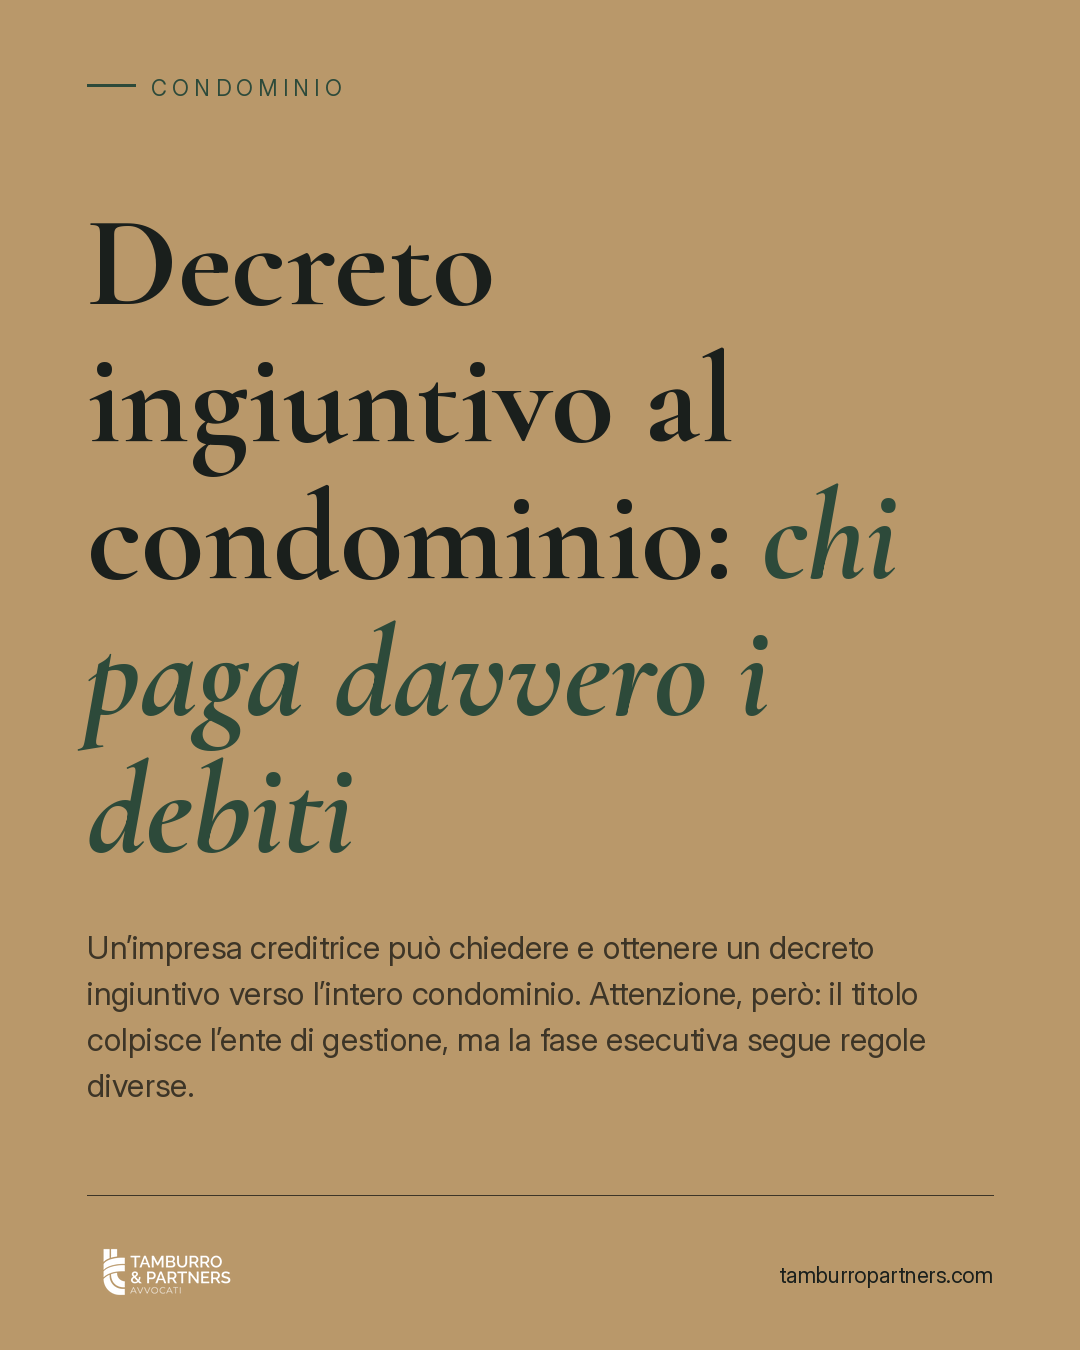 CONDOMINIO
Decreto
ingiuntivo al
condominio: chi
paga davvero i
debiti
Un’impresa creditrice può chiedere e ottenere un decreto
ingiuntivo verso l’intero condominio. Attenzione, però: il titolo
colpisce l’ente di gestione, ma la fase esecutiva segue regole
diverse.
TAMBURRO
& PARTNERS
AVVOCATI
tamburropartners.com